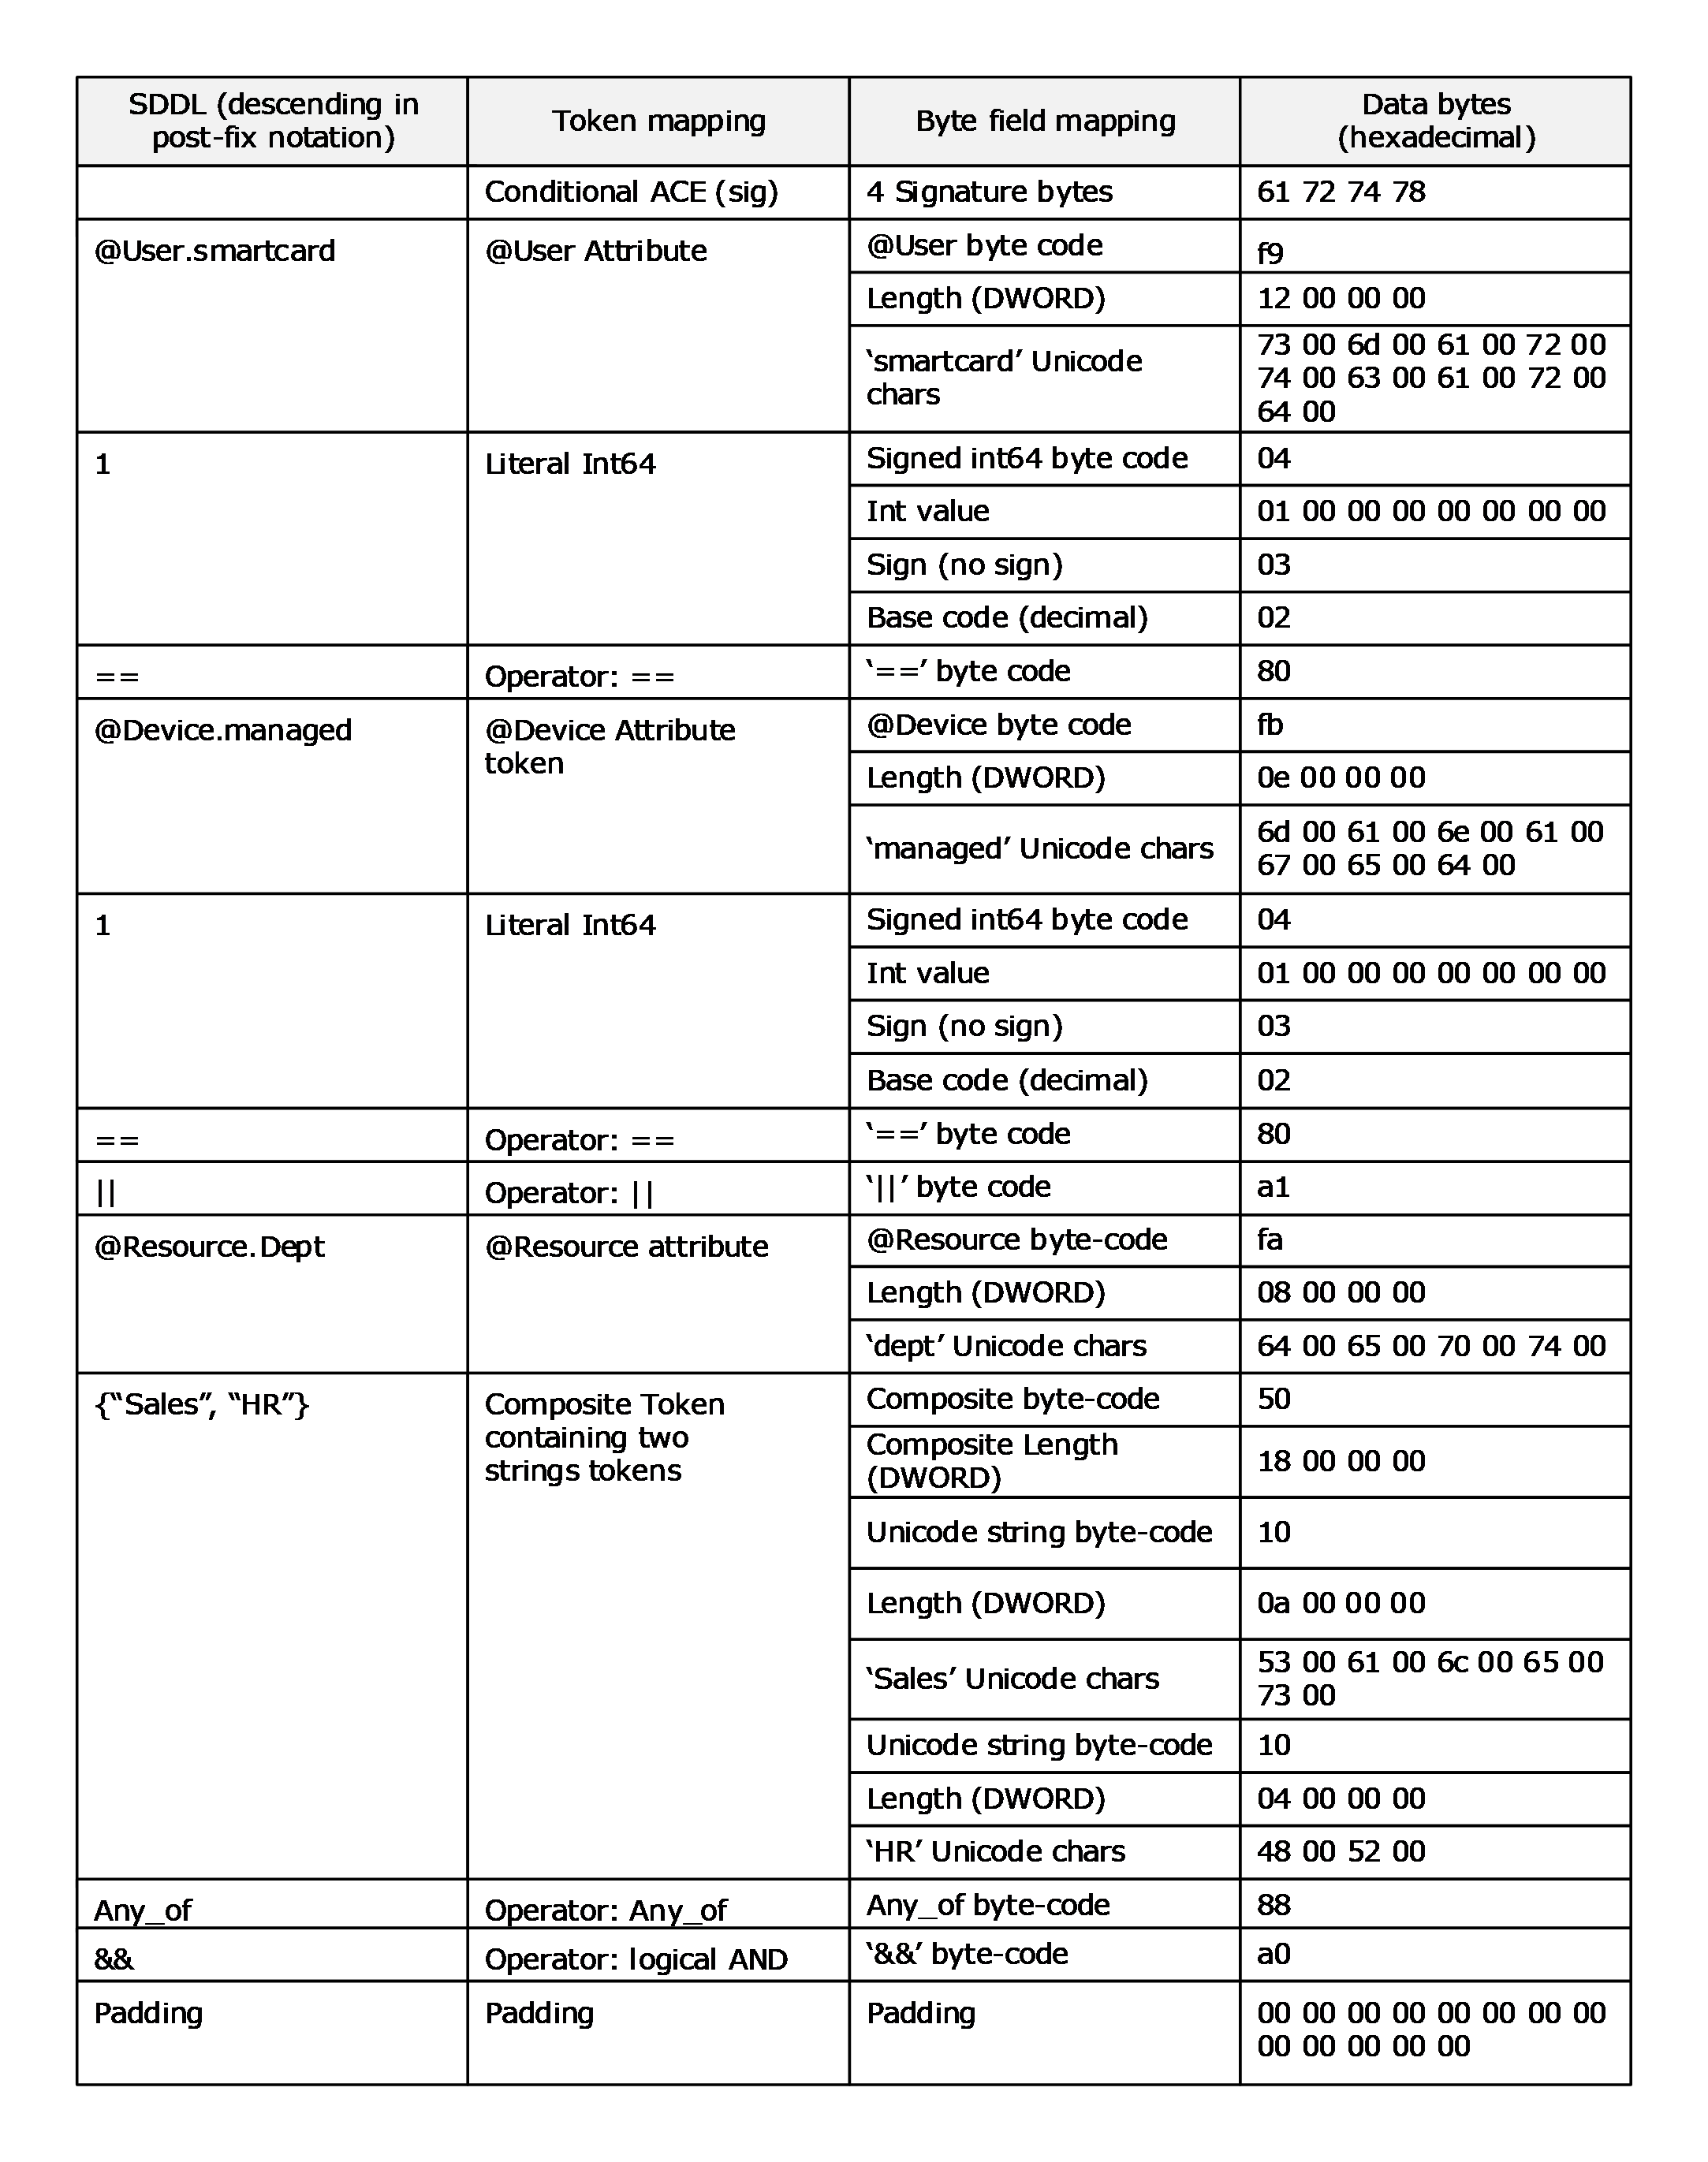 SDDL (descending in
post-fix notation)
Token mapping
Byte field mapping
Data bytes
(hexadecimal)
Conditional ACE (sig)
4 Signature bytes
61 72 74 78
@User.smartcard
@User Attribute
@User byte code
f9
Length (DWORD)
12 00 00 00
‘smartcard’ Unicode
chars
73 00 6d 00 61 00 72 00
74 00 63 00 61 00 72 00
64 00
1
Literal Int64
Signed int64 byte code
04
Int value
01 00 00 00 00 00 00 00
Sign (no sign)
03
Base code (decimal)
02
==
Operator: ==
‘==’ byte code
80
@Device.managed
@Device Attribute
token
@Device byte code
fb
Length (DWORD)
0e 00 00 00
‘managed’ Unicode chars
6d 00 61 00 6e 00 61 00
67 00 65 00 64 00
1
Literal Int64
Signed int64 byte code
04
Int value
01 00 00 00 00 00 00 00
Sign (no sign)
03
Base code (decimal)
02
==
Operator: ==
‘==’ byte code
80
||
Operator: ||
‘||’ byte code
a1
@Resource.Dept
@Resource attribute
@Resource byte-code
fa
Length (DWORD)
08 00 00 00
‘dept’ Unicode chars
64 00 65 00 70 00 74 00
{“Sales”, “HR”}
Composite Token
containing two
strings tokens
Composite byte-code
50
Composite Length
(DWORD)
18 00 00 00
Unicode string byte-code
10
Length (DWORD)
0a 00 00 00
‘Sales’ Unicode chars
53 00 61 00 6c 00 65 00
73 00
Unicode string byte-code
10
Length (DWORD)
04 00 00 00
‘HR’ Unicode chars
48 00 52 00
Any_of
Operator: Any_of
Any_of byte-code
88
&&
Operator: logical AND
‘&&’ byte-code
a0
Padding
Padding
Padding
00 00 00 00 00 00 00 00
00 00 00 00 00